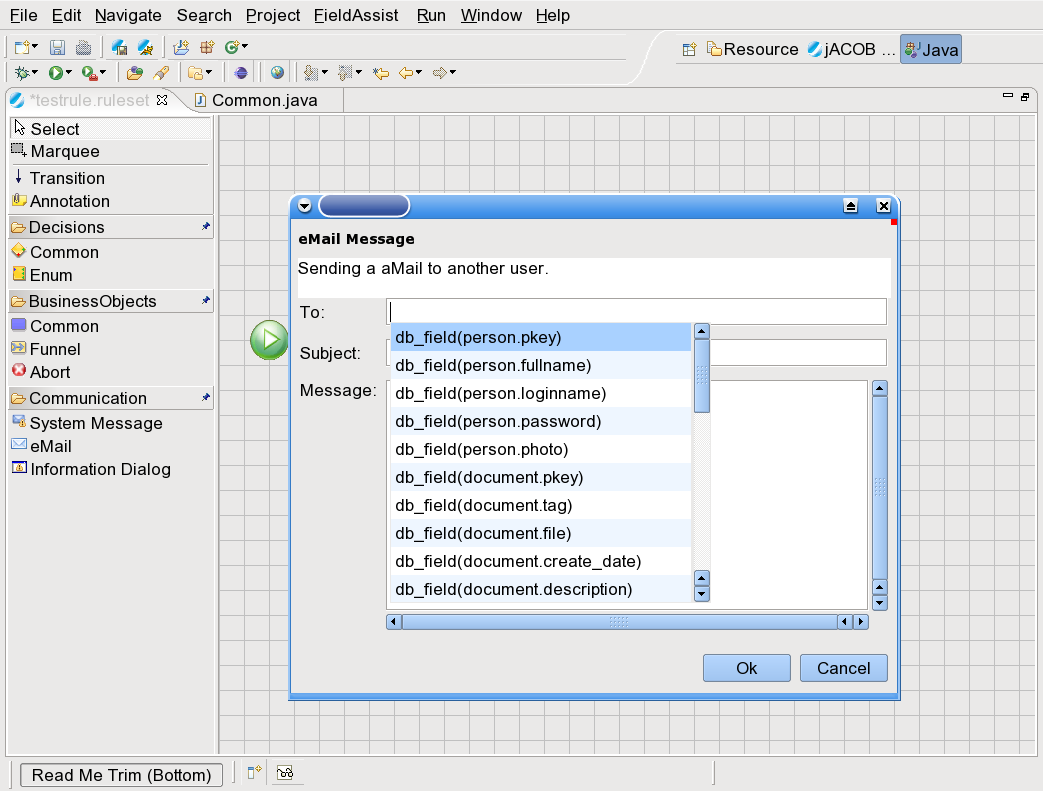 File Edit Navigate Search Project FieldAssist Run Window Help
Resource jACOB ... Java
*testrule.ruleset Common.java
Select
Marquee
Transition
Annotation
Decisions
Common
Enum
BusinessObjects
Common
Funnel
Abort
Communication
System Message
eMail
Information Dialog
eMail Message
Sending a aMail to another user.
To:
Subject:
Message:
db_field(person.pkey)
db_field(person.fullname)
db_field(person.loginname)
db_field(person.password)
db_field(person.photo)
db_field(document.pkey)
db_field(document.tag)
db_field(document.file)
db_field(document.create_date)
db_field(document.description)
Ok Cancel
Read Me Trim (Bottom)